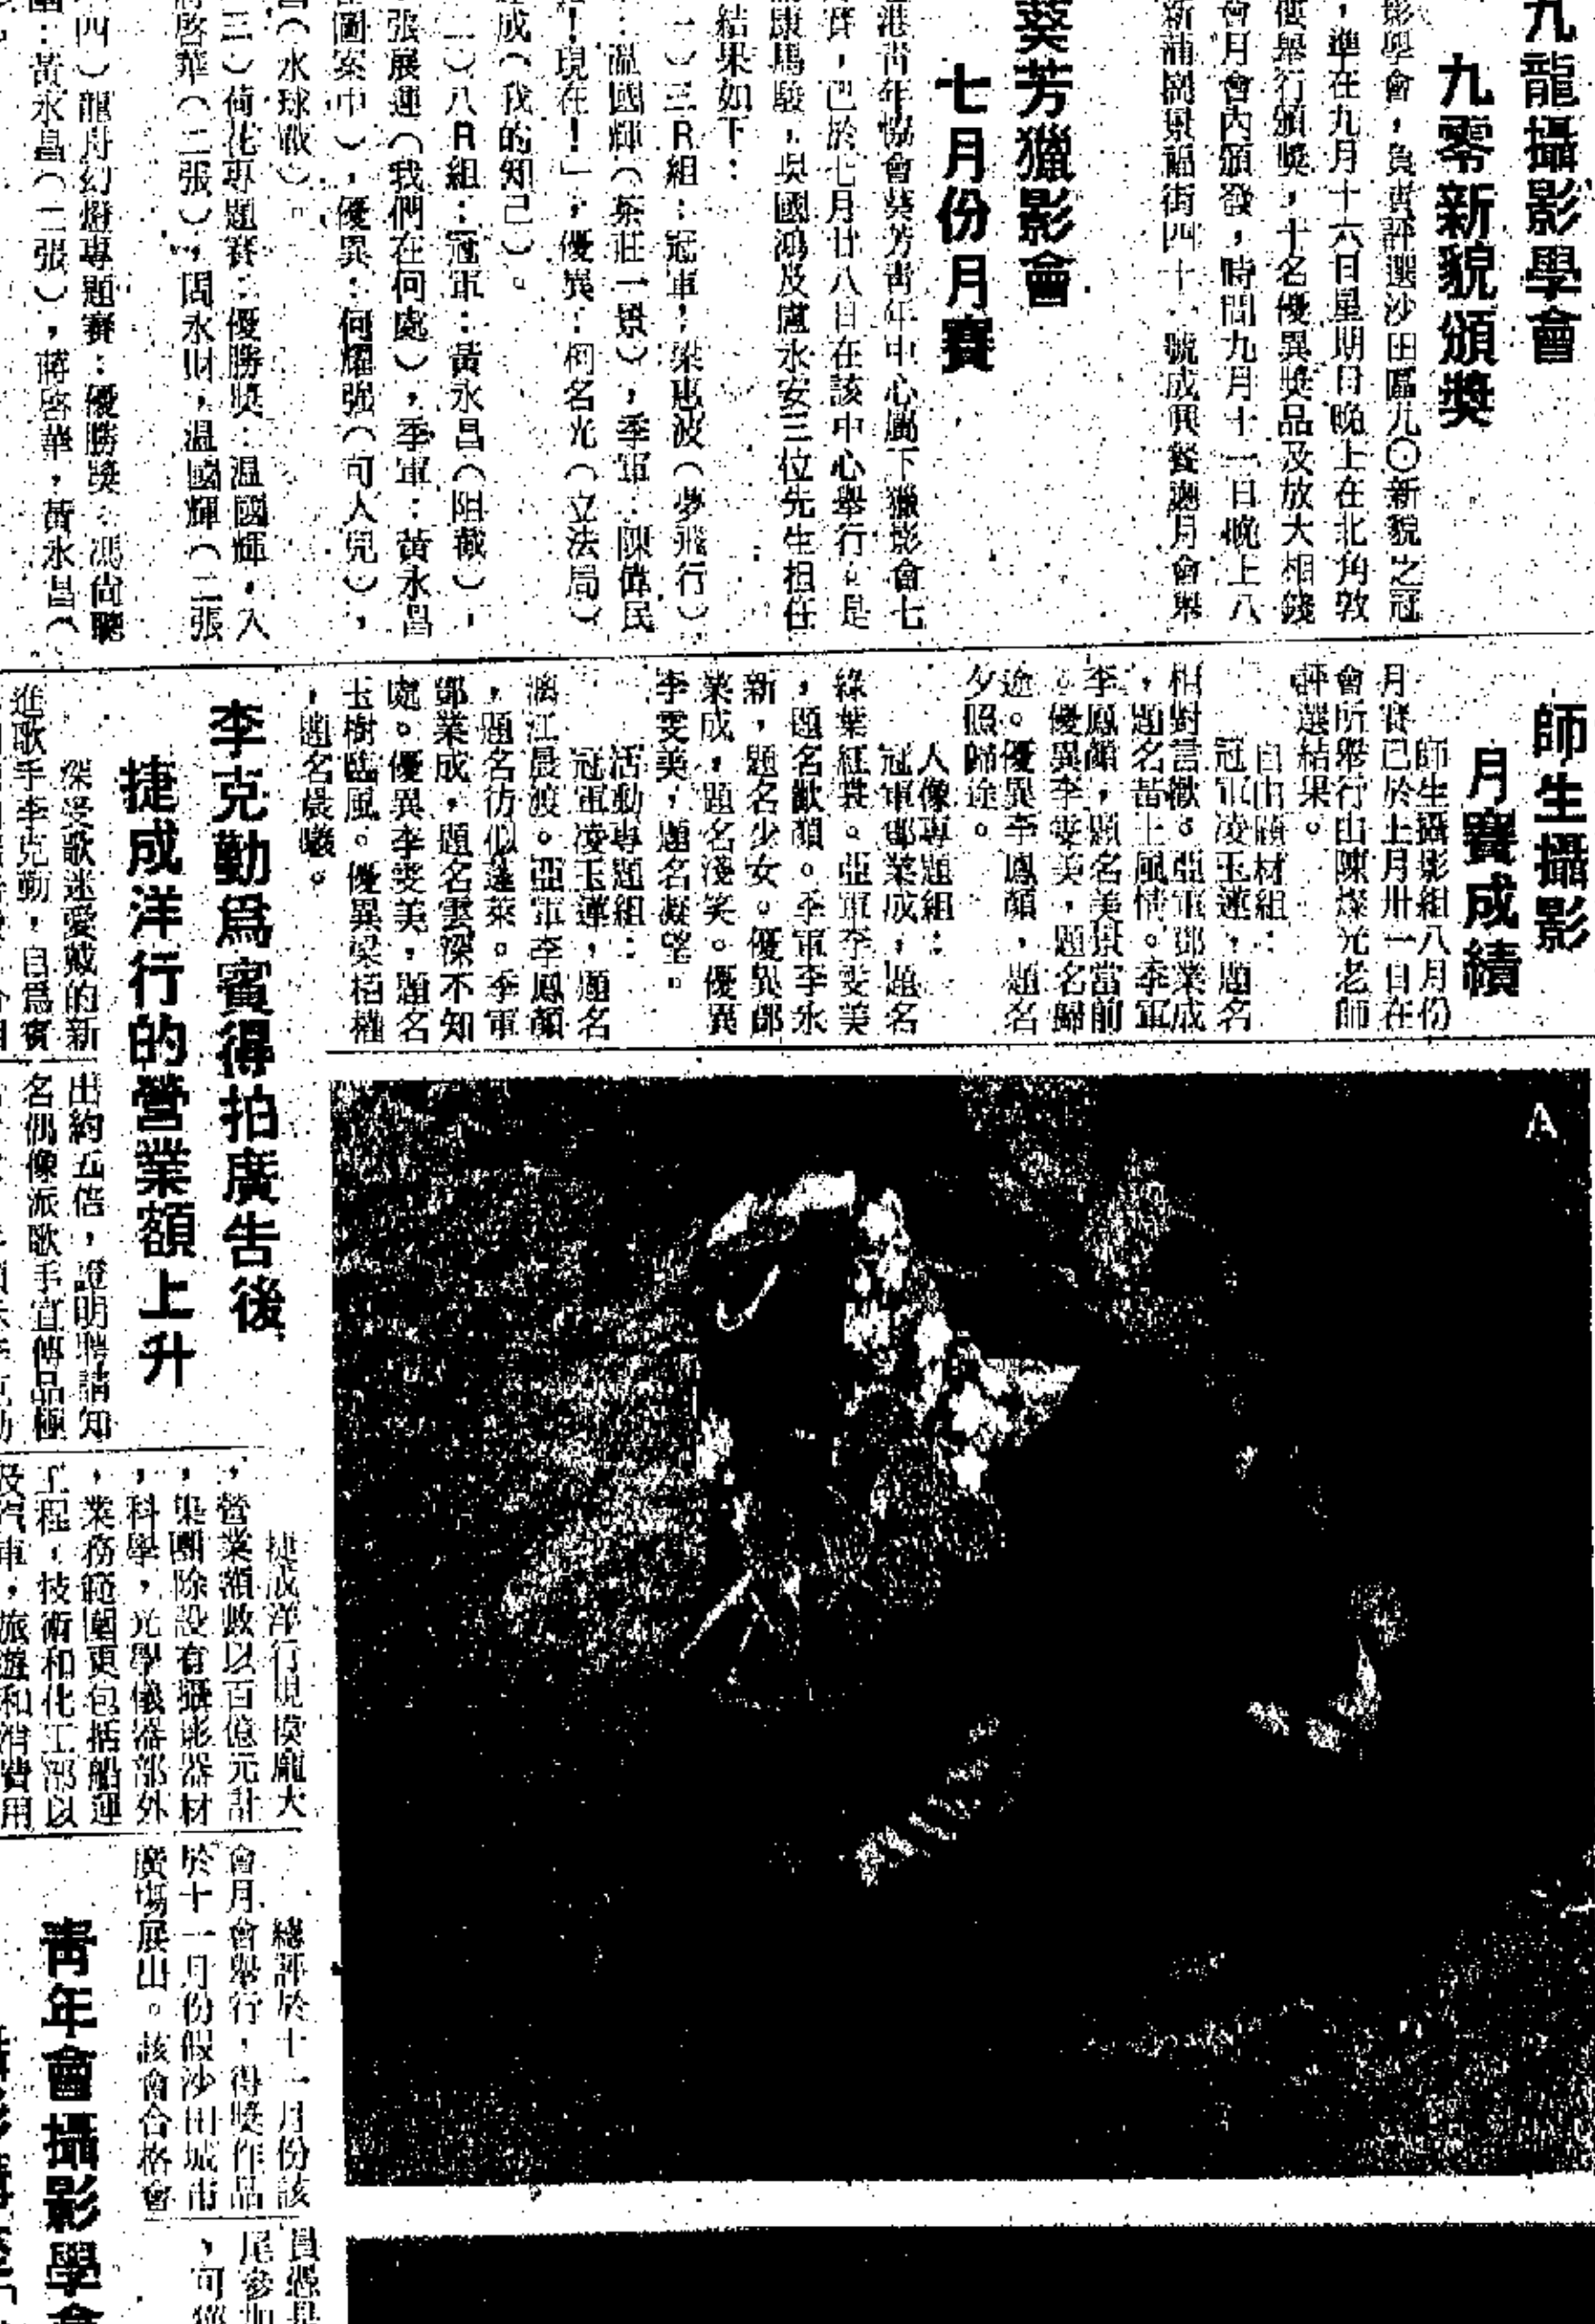 九龍攝影學會
九零新貌頒獎
影學會，負責評選沙田區九〇新貌之冠
，準在九月十六日星期日晚上在北角敦
舉行頒獎，十名優異獎品及放大相錢
會月會內頒發，時間九月十一日晚上八
葵芳獵影會
七月份月賽
港青年協會葵芳青年中心屬下獵影會七
賽，已於七月廿八日在該中心舉行。是
康馬駿，吳國鴻及盧永安三位先生担任
結果如下：
一）三R組：冠軍：梁惠波（夢飛行）
：溫國輝（茶莊一景），季軍：陳偉民
！現在！」，優異：柯名光（立法局）
成（我的知己）。
二）八R組：冠軍：黃永昌（阻截），
張展運（我們在何處），季軍：黃永昌
圖案中），優異：何耀強（可人兒），
（水球戰）。
三）荷花專題賽：優勝獎：溫國輝，入
啓華（二張），周永財，溫國輝（二張
四）龍舟幻燈專題賽：優勝獎：馮尚聰
：黃永昌（二張），蔣啓華，黃永昌（
師生攝影
月賽成績
師生攝影組八月份
月賽已於上月卅一日在
會所舉行由陳燦光老師
評選結果。
自由題材組：
冠軍凌玉蓮，題名
相對言歡。亞軍鄧業成
，題名苗土風情。季軍
李鳳顏，題名美景當前
。優異李雯美，題名歸
途。優異李鳳顏，題名
夕照歸途。
人像專題組：
冠軍鄧業成，題名
綠葉紅裳。亞軍李雯美
，題名歡顏。季軍李永
新，題名少女。優異鄧
業成，題名淺笑。優異
李雯美，題名凝望。
活動專題組：
冠軍凌玉蓮，題名
漓江晨渡。亞軍李鳳顏
，題名彷似蓬萊。季軍
鄧業成，題名雲深不知
處。優異李雯美，題名
玉樹臨風。優異梁栢權
，題名晨曦。
李克勤爲賓得拍廣告後
捷成洋行的營業額上升
深受歌迷愛戴的新
進歌手李克勤，自爲賓
出約五倍，證明聘請知
名偶像派歌手宣傳品極
捷成洋行規模龐大
，營業額數以百億元計
，集團除設有攝影器材
，科學，光學儀器部外
，業務範圍更包括船運
工程，技術和化工部以
及汽車，旅遊和消費用
總評於十一月份該
會月會舉行，得獎作品
於十一月份假沙田城市
廣塲展出。該會合格會
青年會攝影學會
A